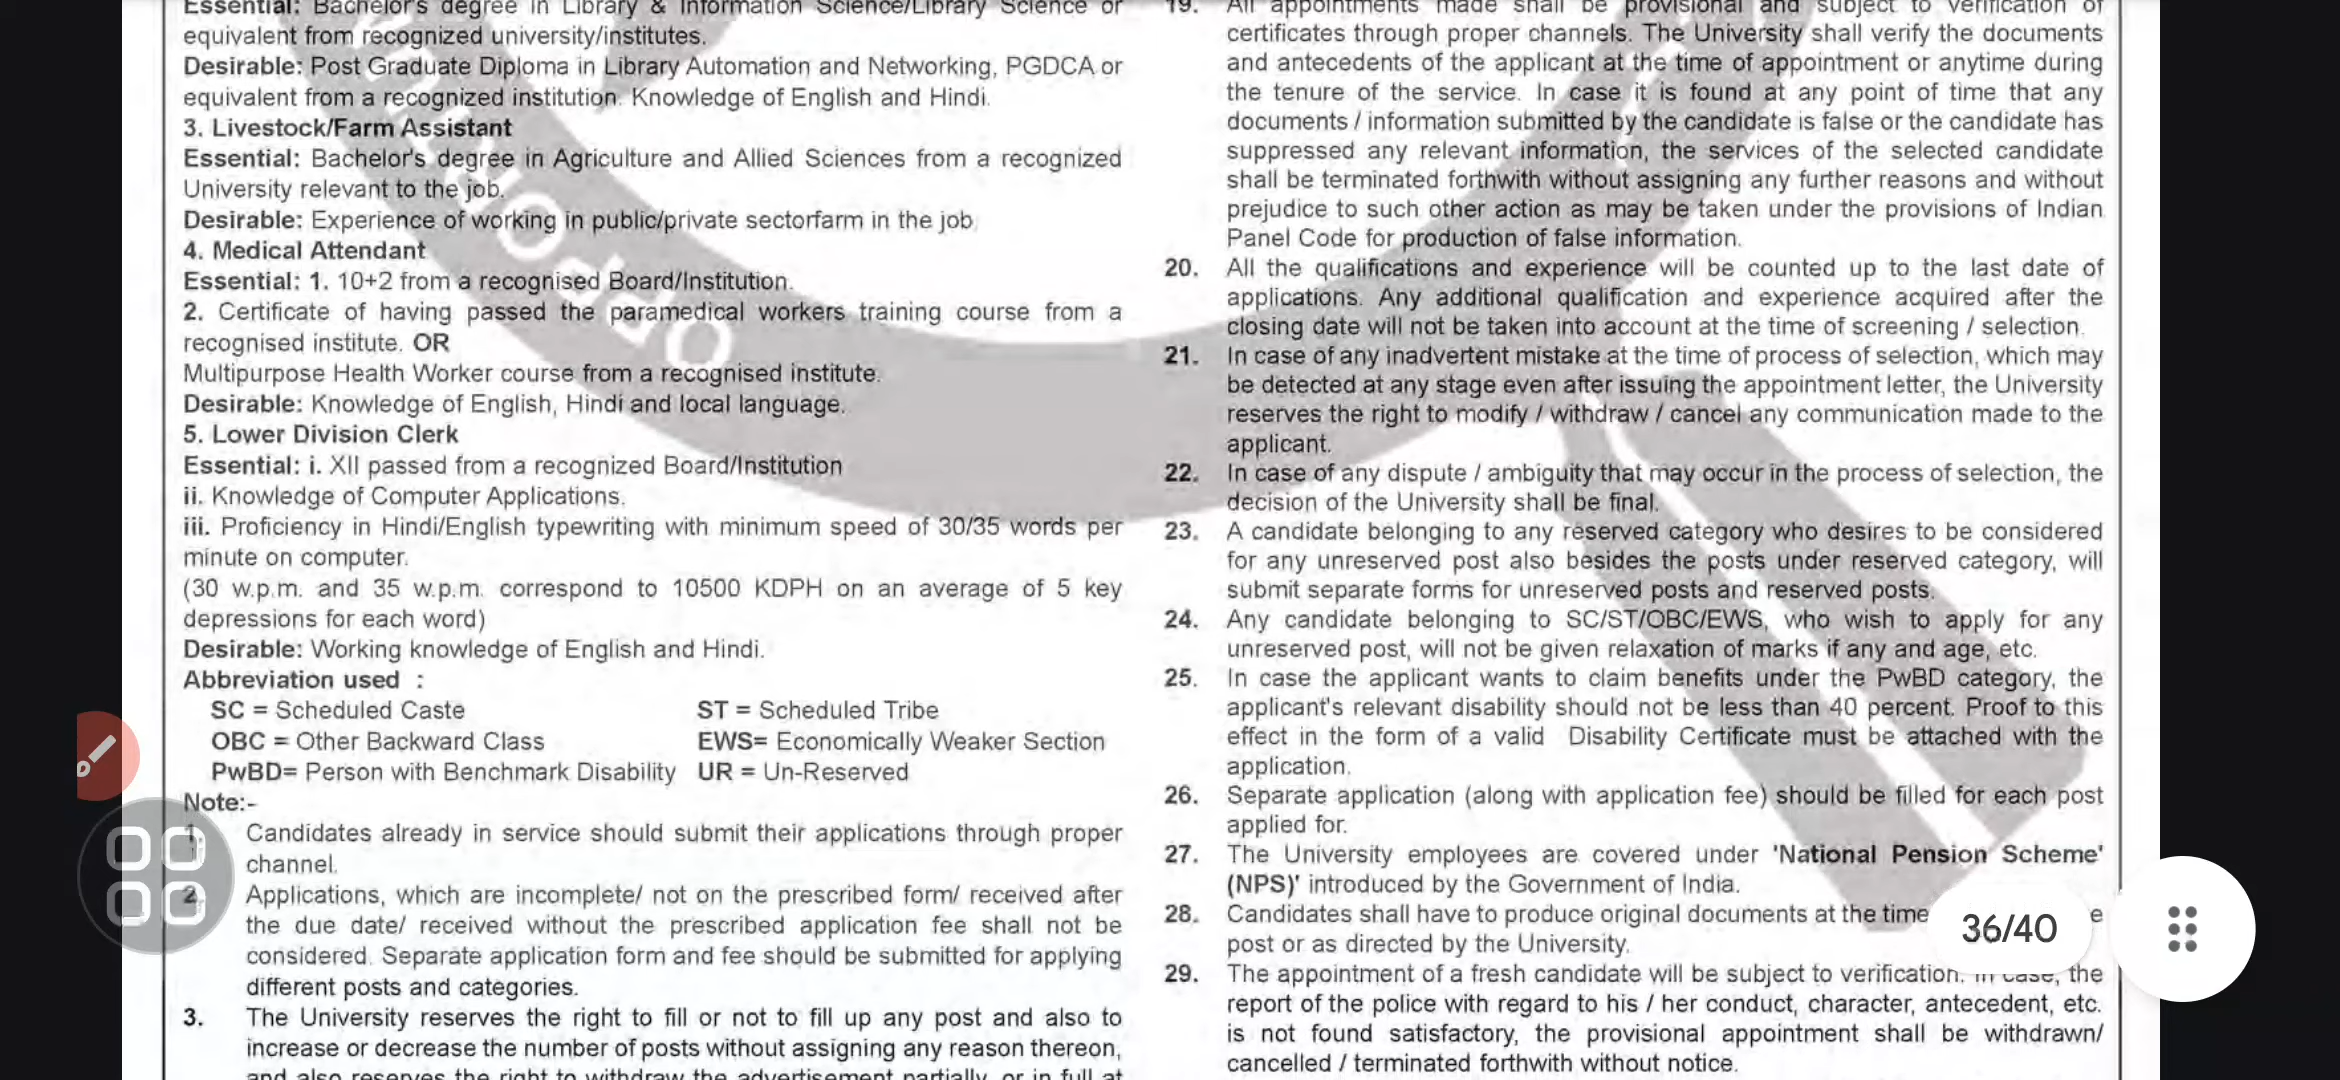 Essential: Bachelor's degree in Library & Information Science/Library Science or
equivalent from recognized university/institutes.
Desirable: Post Graduate Diploma in Library Automation and Networking, PGDCA or
equivalent from a recognized institution. Knowledge of English and Hindi.
3. Livestock/Farm Assistant
Essential: Bachelor's degree in Agriculture and Allied Sciences from a recognized
University relevant to the job.
Desirable: Experience of working in public/private sectorfarm in the job
4. Medical Attendant
Essential: 1. 10+2 from a recognised Board/Institution.
2. Certificate of having passed the paramedical workers training course from a
recognised institute. OR
Multipurpose Health Worker course from a recognised institute.
Desirable: Knowledge of English, Hindi and local language.
5. Lower Division Clerk
Essential: i. XII passed from a recognized Board/Institution
ii. Knowledge of Computer Applications.
iii. Proficiency in Hindi/English typewriting with minimum speed of 30/35 words per
minute on computer.
(30 w.p.m. and 35 w.p.m. correspond to 10500 KDPH on an average of 5 key
depressions for each word)
Desirable: Working knowledge of English and Hindi.
Abbreviation used :
SC = Scheduled Caste ST = Scheduled Tribe
OBC = Other Backward Class EWS= Economically Weaker Section
PwBD= Person with Benchmark Disability UR = Un-Reserved
Note:-
1. Candidates already in service should submit their applications through proper
channel.
2. Applications, which are incomplete/ not on the prescribed form/ received after
the due date/ received without the prescribed application fee shall not be
considered. Separate application form and fee should be submitted for applying
different posts and categories.
3. The University reserves the right to fill or not to fill up any post and also to
increase or decrease the number of posts without assigning any reason thereon,
and also reserves the right to withdraw the advertisement partially, or in full at
19. All appointments made shall be provisional and subject to verification of
certificates through proper channels. The University shall verify the documents
and antecedents of the applicant at the time of appointment or anytime during
the tenure of the service. In case it is found at any point of time that any
documents / information submitted by the candidate is false or the candidate has
suppressed any relevant information, the services of the selected candidate
shall be terminated forthwith without assigning any further reasons and without
prejudice to such other action as may be taken under the provisions of Indian
Panel Code for production of false information.
20. All the qualifications and experience will be counted up to the last date of
applications. Any additional qualification and experience acquired after the
closing date will not be taken into account at the time of screening / selection.
21. In case of any inadvertent mistake at the time of process of selection, which may
be detected at any stage even after issuing the appointment letter, the University
reserves the right to modify / withdraw / cancel any communication made to the
applicant.
22. In case of any dispute / ambiguity that may occur in the process of selection, the
decision of the University shall be final.
23. A candidate belonging to any reserved category who desires to be considered
for any unreserved post also besides the posts under reserved category, will
submit separate forms for unreserved posts and reserved posts.
24. Any candidate belonging to SC/ST/OBC/EWS, who wish to apply for any
unreserved post, will not be given relaxation of marks if any and age, etc.
25. In case the applicant wants to claim benefits under the PwBD category, the
applicant's relevant disability should not be less than 40 percent. Proof to this
effect in the form of a valid Disability Certificate must be attached with the
application.
26. Separate application (along with application fee) should be filled for each post
applied for.
27. The University employees are covered under 'National Pension Scheme'
(NPS)' introduced by the Government of India.
28. Candidates shall have to produce original documents at the time
post or as directed by the University.
29. The appointment of a fresh candidate will be subject to verification. In case, the
report of the police with regard to his / her conduct, character, antecedent, etc.
is not found satisfactory, the provisional appointment shall be withdrawn/
cancelled / terminated forthwith without notice.
36/40